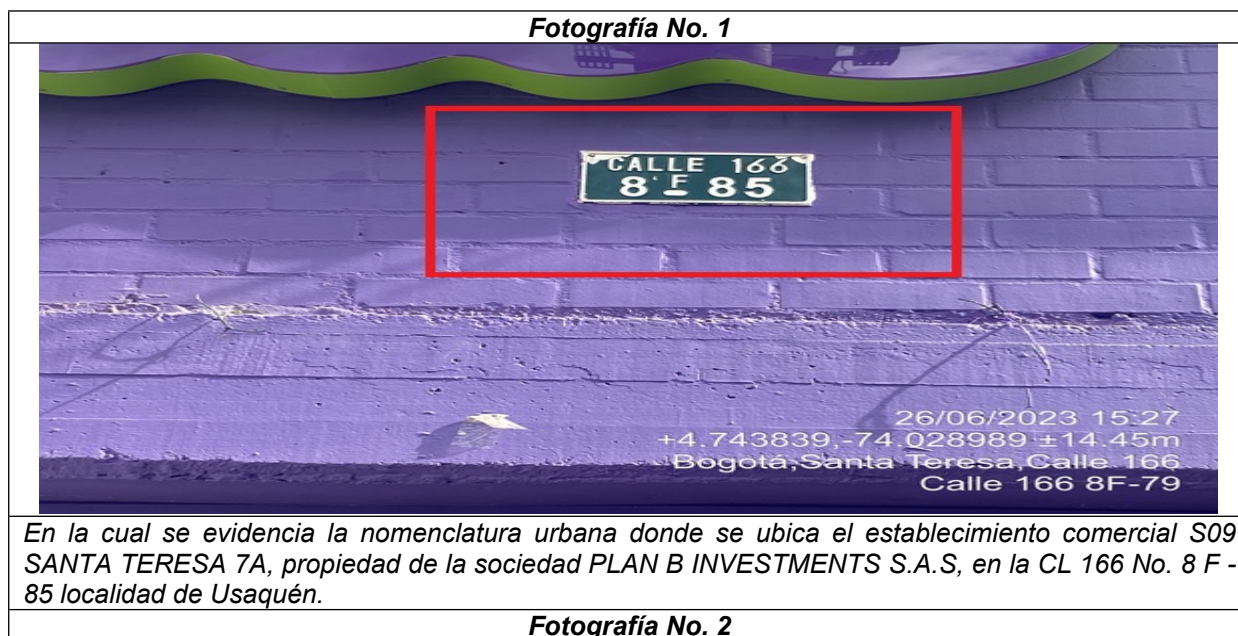 Fotografía No. 1
CALLE 166
8 F 85
26/06/2023 15:27
+4.743839,-74.028989 ±14.45m
Bogotá,Santa Teresa,Calle 166
Calle 166 8F-79
En la cual se evidencia la nomenclatura urbana donde se ubica el establecimiento comercial S09
SANTA TERESA 7A, propiedad de la sociedad PLAN B INVESTMENTS S.A.S, en la CL 166 No. 8 F -
85 localidad de Usaquén.
Fotografía No. 2